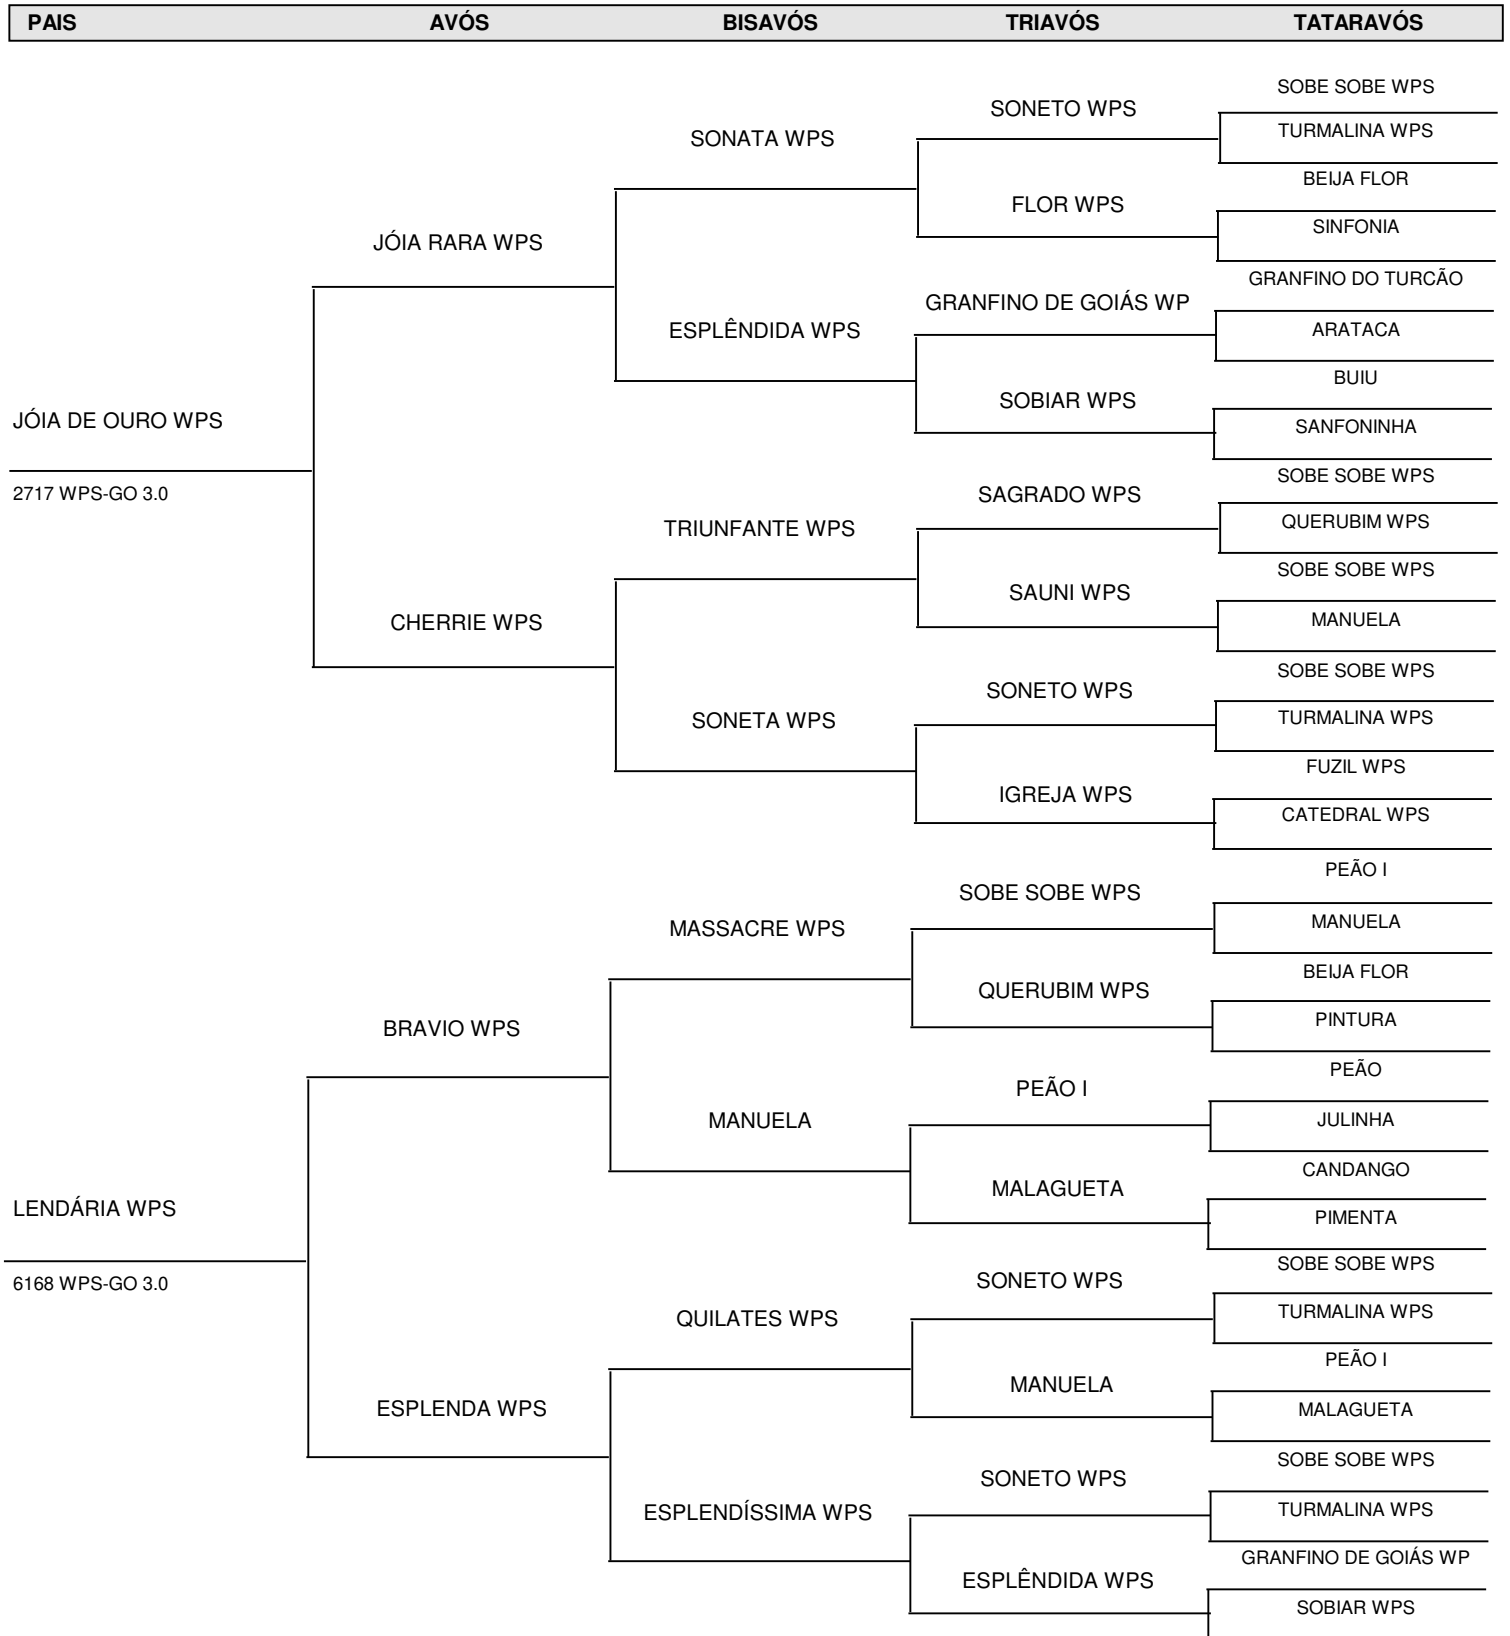 PAIS AVÓS BISAVÓS TRIAVÓS TATARAVÓS
SOBE SOBE WPS
SONETO WPS
TURMALINA WPS
SONATA WPS
BEIJA FLOR
FLOR WPS
SINFONIA
JÓIA RARA WPS
GRANFINO DO TURCÃO
GRANFINO DE GOIÁS WP
ESPLÊNDIDA WPS
ARATACA
BUIU
SOBIAR WPS
JÓIA DE OURO WPS
SANFONINHA
SOBE SOBE WPS
2717 WPS-GO 3.0
SAGRADO WPS
QUERUBIM WPS
TRIUNFANTE WPS
SOBE SOBE WPS
SAUNI WPS
MANUELA
CHERRIE WPS
SOBE SOBE WPS
SONETO WPS
TURMALINA WPS
SONETA WPS
FUZIL WPS
IGREJA WPS
CATEDRAL WPS
PEÃO I
SOBE SOBE WPS
MANUELA
MASSACRE WPS
BEIJA FLOR
QUERUBIM WPS
PINTURA
BRAVIO WPS
PEÃO
PEÃO I
JULINHA
MANUELA
CANDANGO
MALAGUETA
LENDÁRIA WPS
PIMENTA
SOBE SOBE WPS
6168 WPS-GO 3.0
SONETO WPS
TURMALINA WPS
QUILATES WPS
PEÃO I
MANUELA
ESPLENDA WPS
MALAGUETA
SOBE SOBE WPS
SONETO WPS
TURMALINA WPS
ESPLENDÍSSIMA WPS
GRANFINO DE GOIÁS WP
ESPLÊNDIDA WPS
SOBIAR WPS